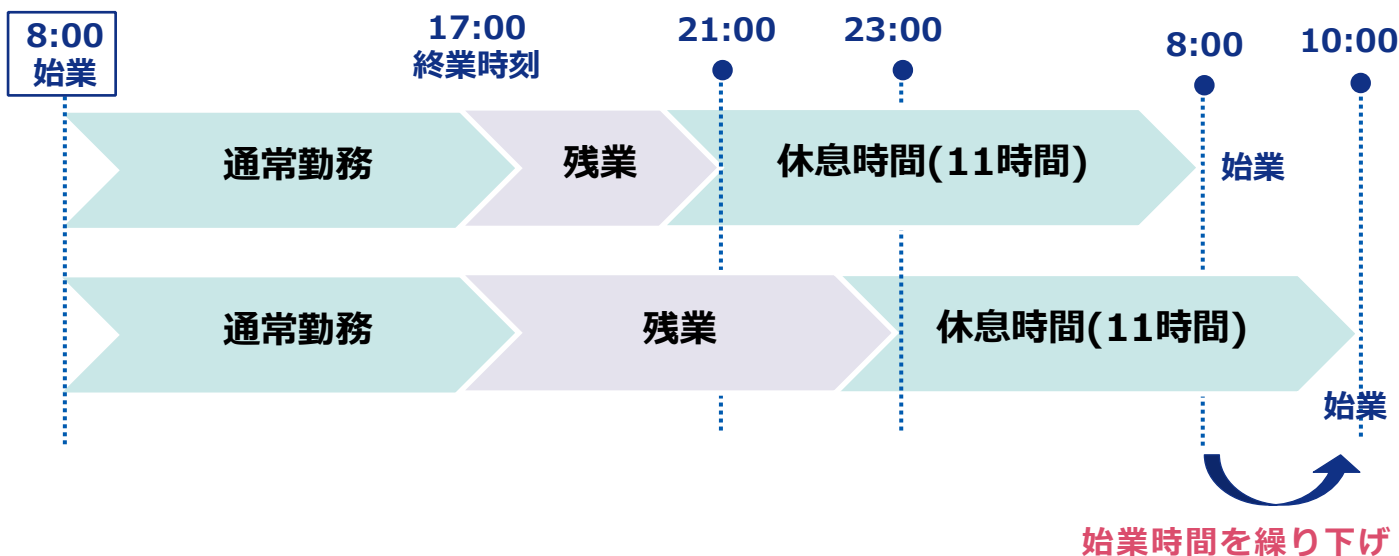 8:00
始業
17:00
終業時刻
21:00
23:00
8:00
10:00
通常勤務
残業
休息時間(11時間)
始業
通常勤務
残業
休息時間(11時間)
始業
始業時間を繰り下げ